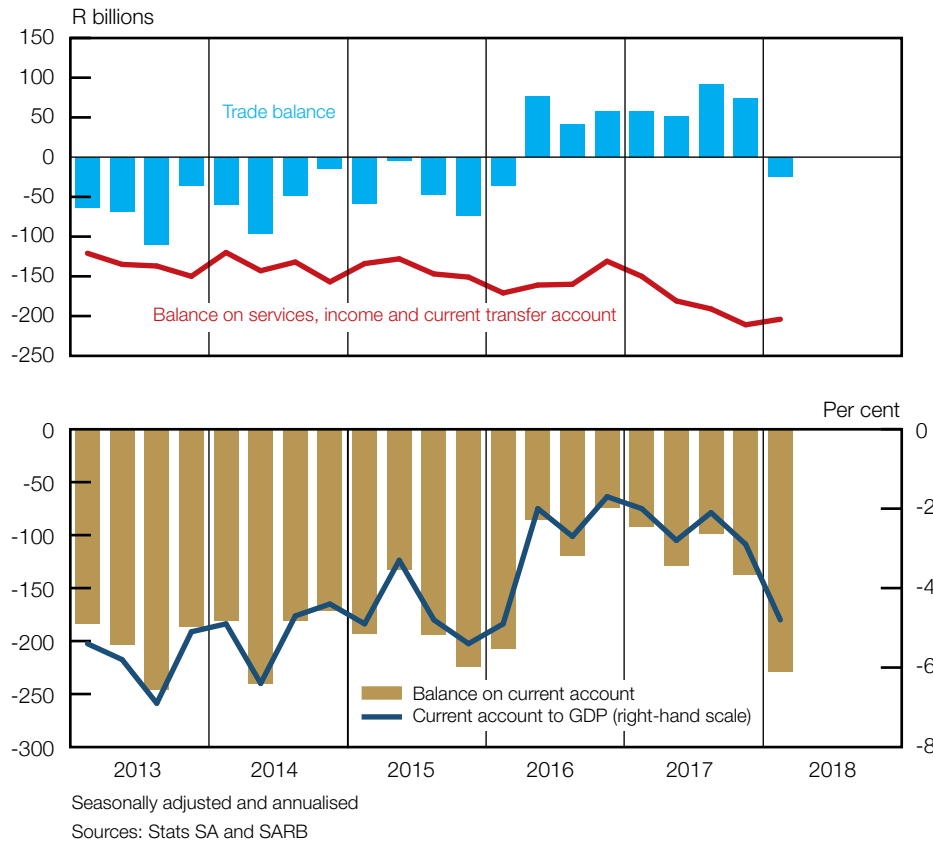 R billions
150
100
50
0
-50
-100
-150
-200
-250
Trade balance
Balance on services, income and current transfer account
Per cent
0
-50
-100
-150
-200
-250
-300
0
-2
-4
-6
-8
Balance on current account
Current account to GDP (right-hand scale)
2013 2014 2015 2016 2017 2018
Seasonally adjusted and annualised
Sources: Stats SA and SARB